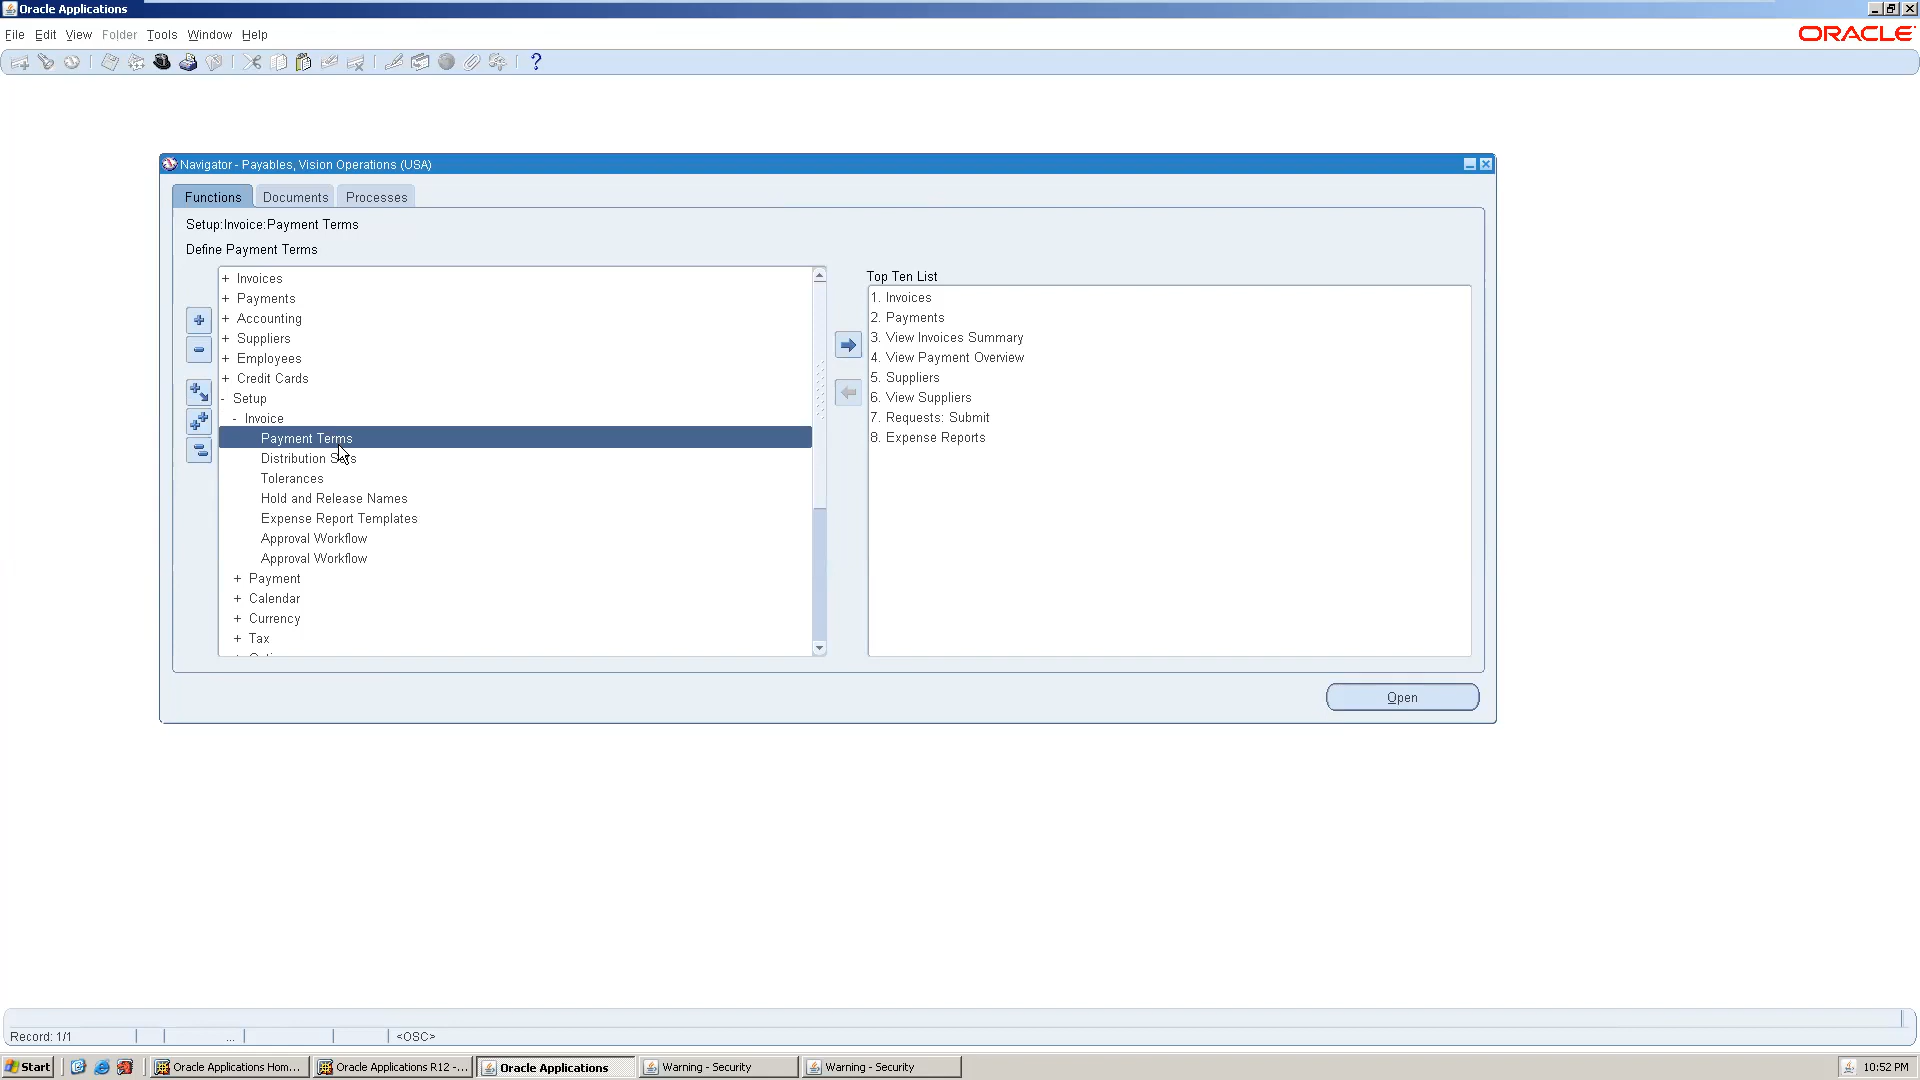 Oracle Applications
File Edit View Folder Tools Window Help
ORACLE
Navigator - Payables, Vision Operations (USA)
Functions Documents Processes
Setup:Invoice:Payment Terms
Define Payment Terms
+ Invoices
+ Payments
+ Accounting
+ Suppliers
+ Employees
+ Credit Cards
- Setup
- Invoice
Payment Terms
Distribution
Tolerances
Hold and Release Names
Expense Report Templates
Approval Workflow
Approval Workflow
+ Payment
+ Calendar
+ Currency
+ Tax
Top Ten List
1. Invoices
2. Payments
3. View Invoices Summary
4. View Payment Overview
5. Suppliers
6. View Suppliers
7. Requests: Submit
8. Expense Reports
Open
Record: 1/1 ... <OSC>
Start Oracle Applications Hom... Oracle Applications R12 -... Oracle Applications Warning - Security Warning - Security 10:52 PM